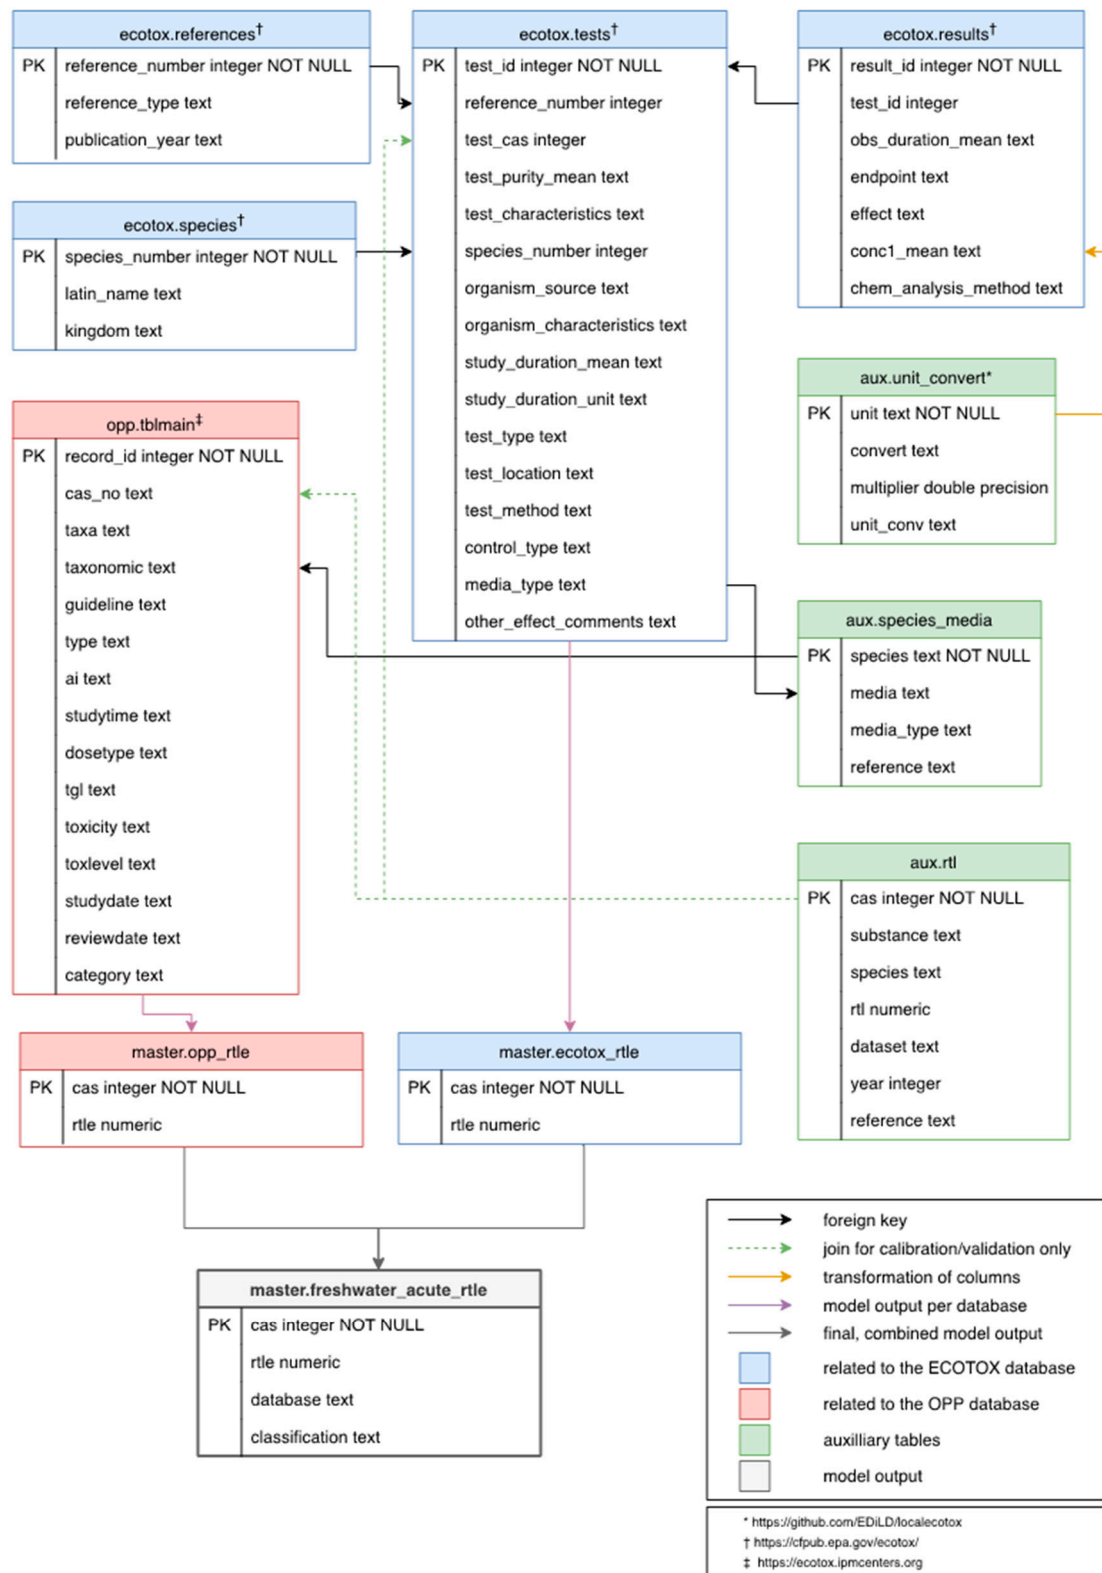 ecotox.references†
PK reference_number integer NOT NULL
reference_type text
publication_year text
ecotox.species†
PK species_number integer NOT NULL
latin_name text
kingdom text
opp.tblmain‡
PK record_id integer NOT NULL
cas_no text
taxa text
taxonomic text
guideline text
type text
ai text
studytime text
dosetype text
tgl text
toxicity text
toxlevel text
studydate text
reviewdate text
category text
ecotox.tests†
PK test_id integer NOT NULL
reference_number integer
test_cas integer
test_purity_mean text
test_characteristics text
species_number integer
organism_source text
organism_characteristics text
study_duration_mean text
study_duration_unit text
test_type text
test_location text
test_method text
control_type text
media_type text
other_effect_comments text
ecotox.results†
PK result_id integer NOT NULL
test_id integer
obs_duration_mean text
endpoint text
effect text
conc1_mean text
chem_analysis_method text
aux.unit_convert*
PK unit text NOT NULL
convert text
multiplier double precision
unit_conv text
aux.species_media
PK species text NOT NULL
media text
media_type text
reference text
aux.rtl
PK cas integer NOT NULL
substance text
species text
rtl numeric
dataset text
year integer
reference text
master.opp_rtle
PK cas integer NOT NULL
rtle numeric
master.ecotox_rtle
PK cas integer NOT NULL
rtle numeric
master.freshwater_acute_rtle
PK cas integer NOT NULL
rtle numeric
database text
classification text
foreign key
join for calibration/validation only
transformation of columns
model output per database
final, combined model output
related to the ECOTOX database
related to the OPP database
auxilliary tables
model output
* https://github.com/EDiLD/localecotox
† https://cfpub.epa.gov/ecotox/
‡ https://ecotox.ipmcenters.org